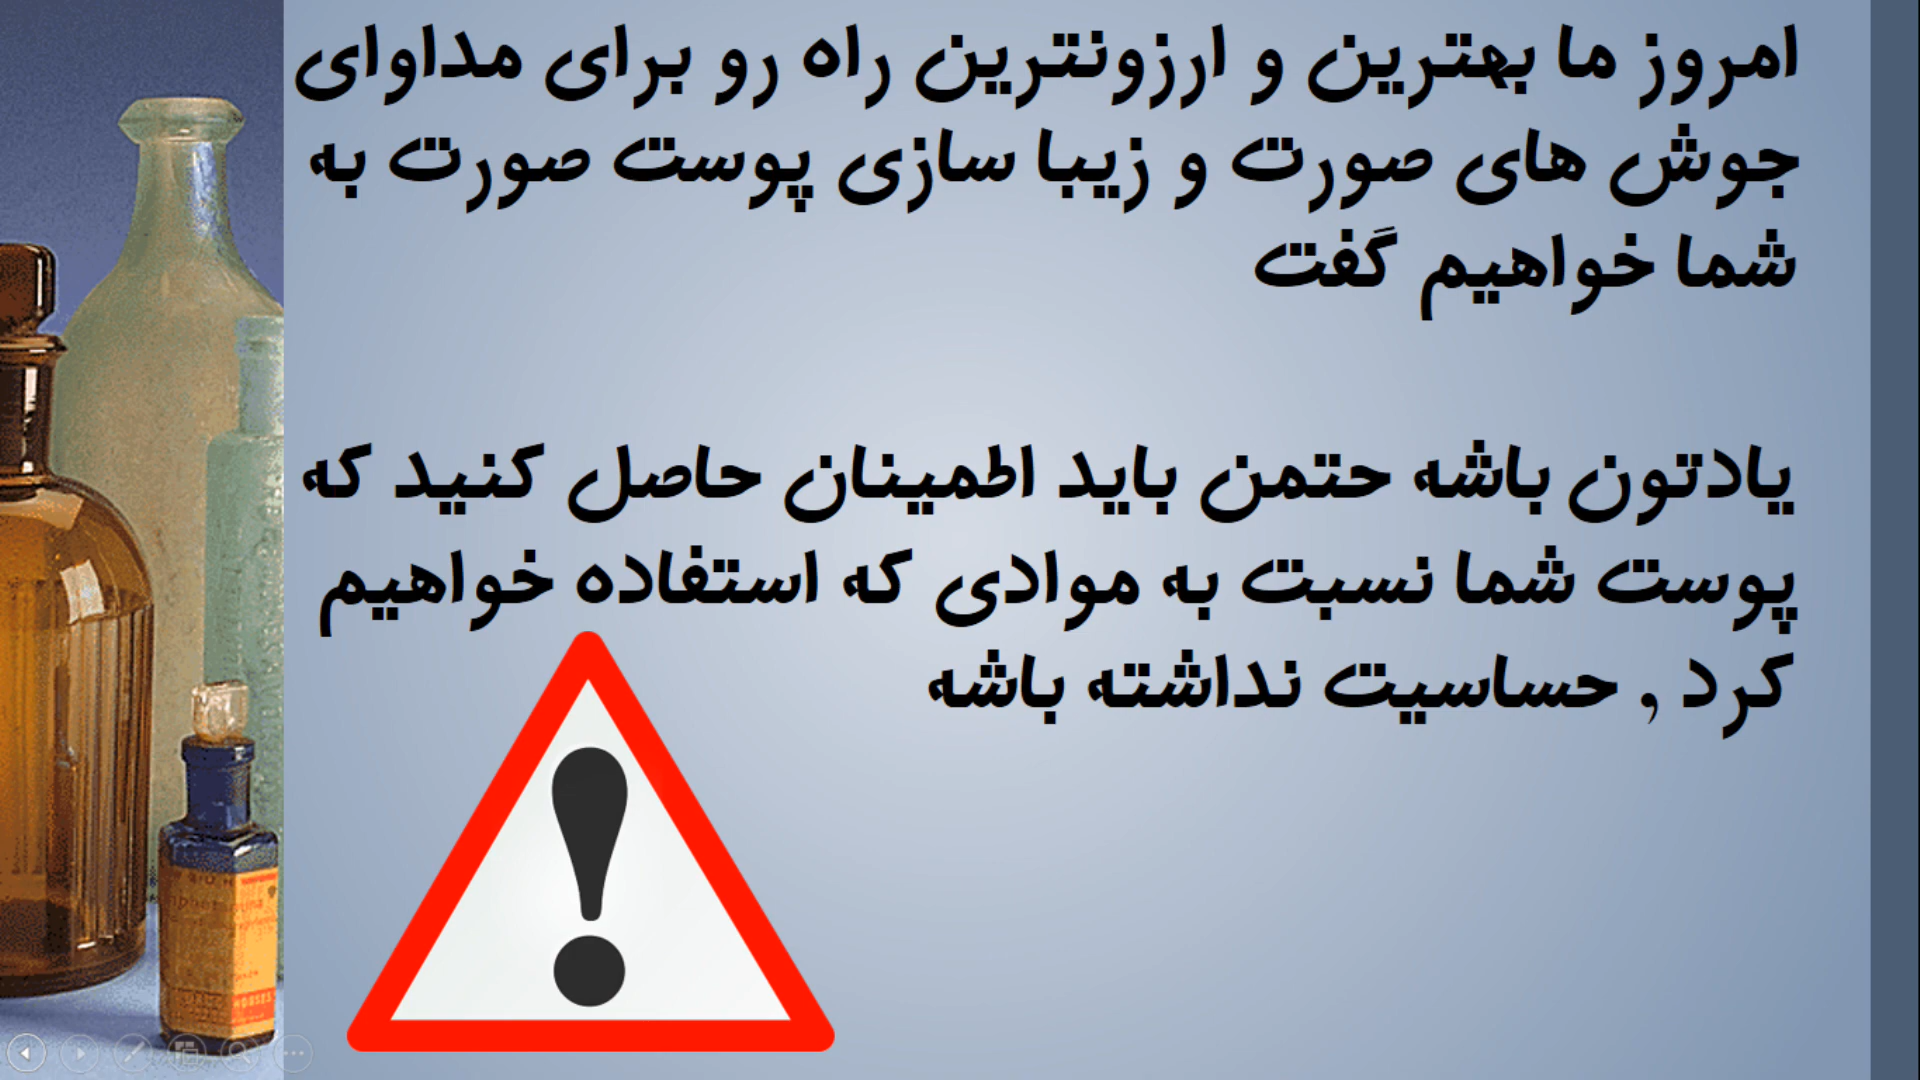 امروز ما بهترین و ارزونترین راه رو برای مداوای
جوش های صورت و زیبا سازی پوست صورت به
شما خواهیم گفت
یادتون باشه حتمن باید اطمینان حاصل کنید که
پوست شما نسبت به موادی که استفاده خواهیم
کرد , حساسیت نداشته باشه